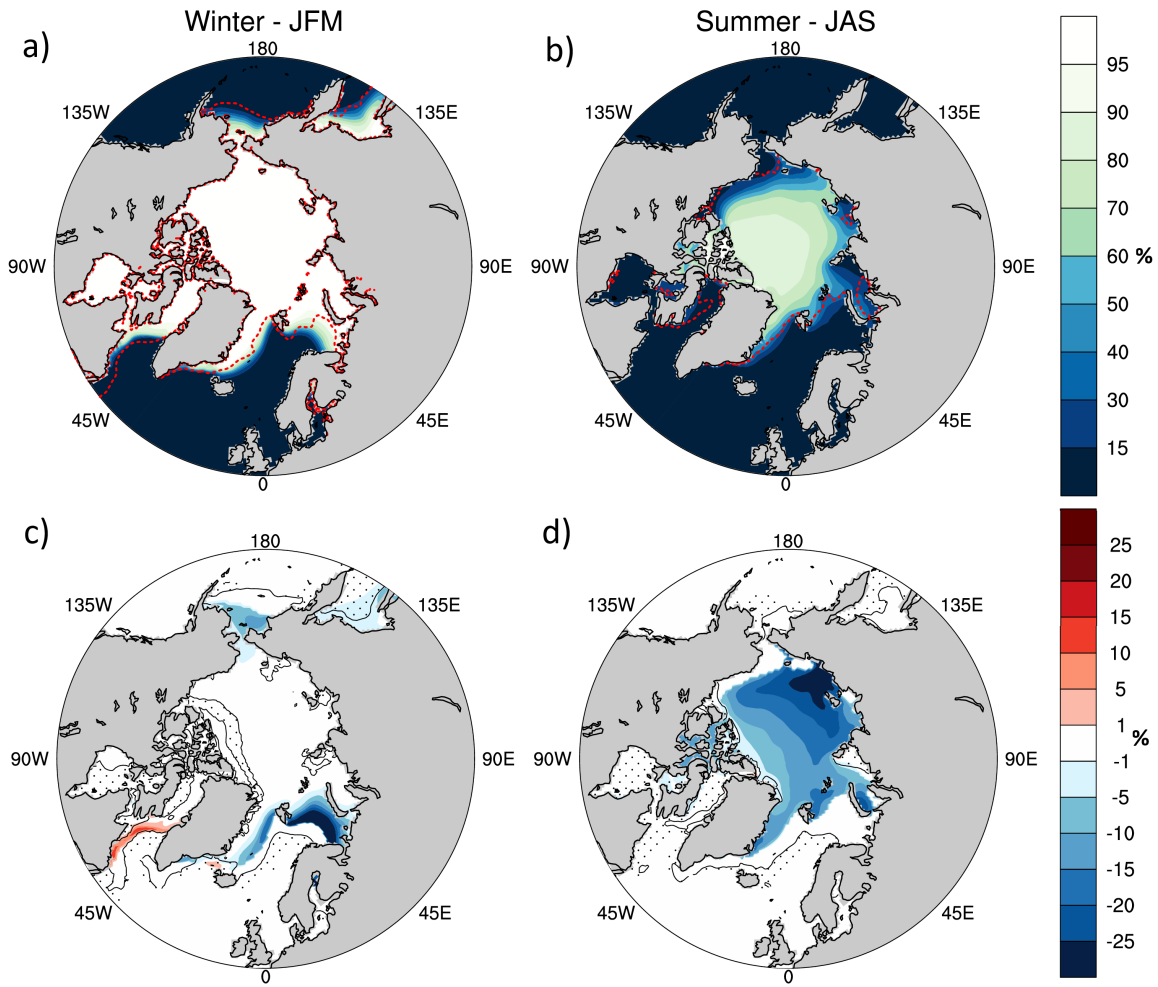 Winter - JFM
Summer - JAS
a)
b)
180
135W
135E
90W
90E
45W
45E
0
180
135W
135E
90W
90E
45W
45E
0
95
90
80
70
60 %
50
40
30
15
c)
d)
180
135W
135E
90W
90E
45W
45E
0
180
135W
135E
90W
90E
45W
45E
0
25
20
15
10
5
1
%
-1
-5
-10
-15
-20
-25